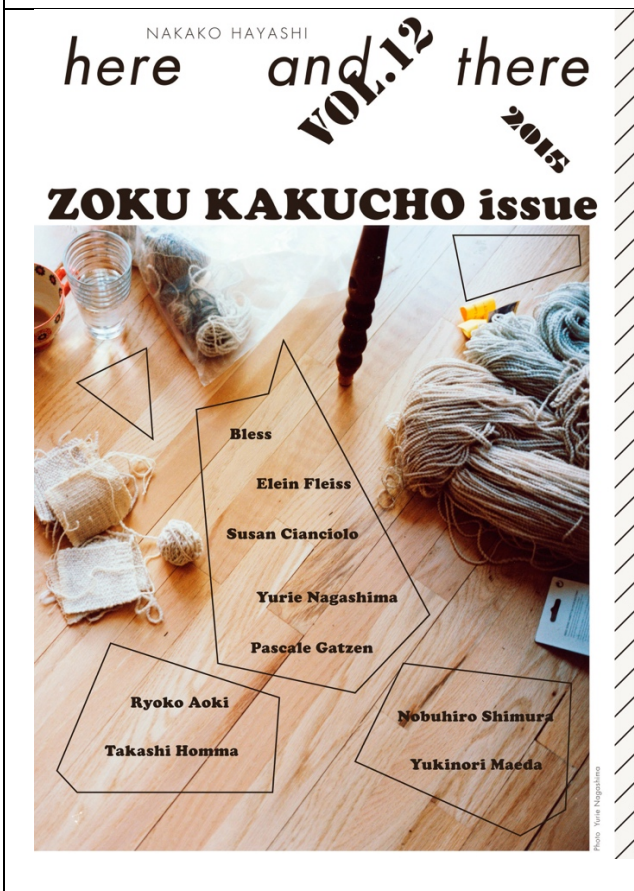 NAKAKO HAYASHI
here and there
VOL.12
2015
ZOKU KAKUCHO issue
Bless
Elein Fleiss
Susan Cianciolo
Yurie Nagashima
Pascale Gatzen
Ryoko Aoki
Takashi Homma
Nobuhiro Shimura
Yukinori Maeda
Photo Yurie Nagashima